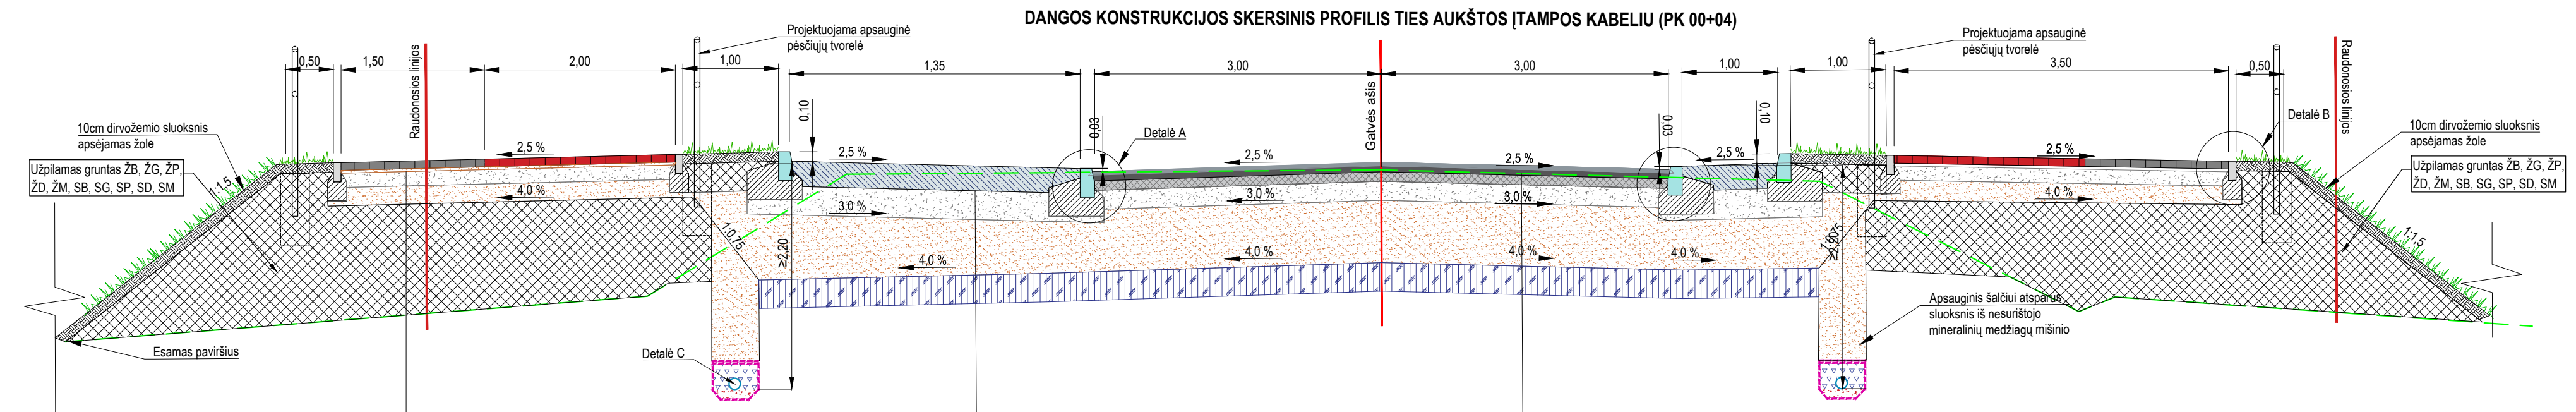 DANGOS KONSTRUKCIJOS SKERSINIS PROFILIS TIES AUKŠTOS ĮTAMPOS KABELIU (PK 00+04)
Projektuojama apsauginė
pėsčiųjų tvorelė
Projektuojama apsauginė
pėsčiųjų tvorelė
0,50
1,50
2,00
1,00
1,35
3,00
3,00
1,00
1,00
3,50
0,50
Raudonosios linijos
Gatvės ašis
Raudonosios linijos
0,10
0,03
0,03
0,10
Detalė A
Detalė B
10cm dirvožemio sluoksnis
apsėjamas žole
10cm dirvožemio sluoksnis
apsėjamas žole
Užpilamas gruntas ŽB, ŽG, ŽP,
ŽD, ŽM, SB, SG, SP, SD, SM
Užpilamas gruntas ŽB, ŽG, ŽP,
ŽD, ŽM, SB, SG, SP, SD, SM
2,5 %
2,5 %
2,5 %
2,5 %
2,5 %
2,5 %
1:1,5
4,0 %
3,0 %
3,0 %
3,0 %
4,0 %
1:1,5
1:0,75
≥2,20
4,0 %
4,0 %
4,0 %
4,0 %
Apsauginis šalčiui atsparus
sluoksnis iš nesurištojo
mineralinių medžiagų mišinio
Esamas paviršius
Detalė C